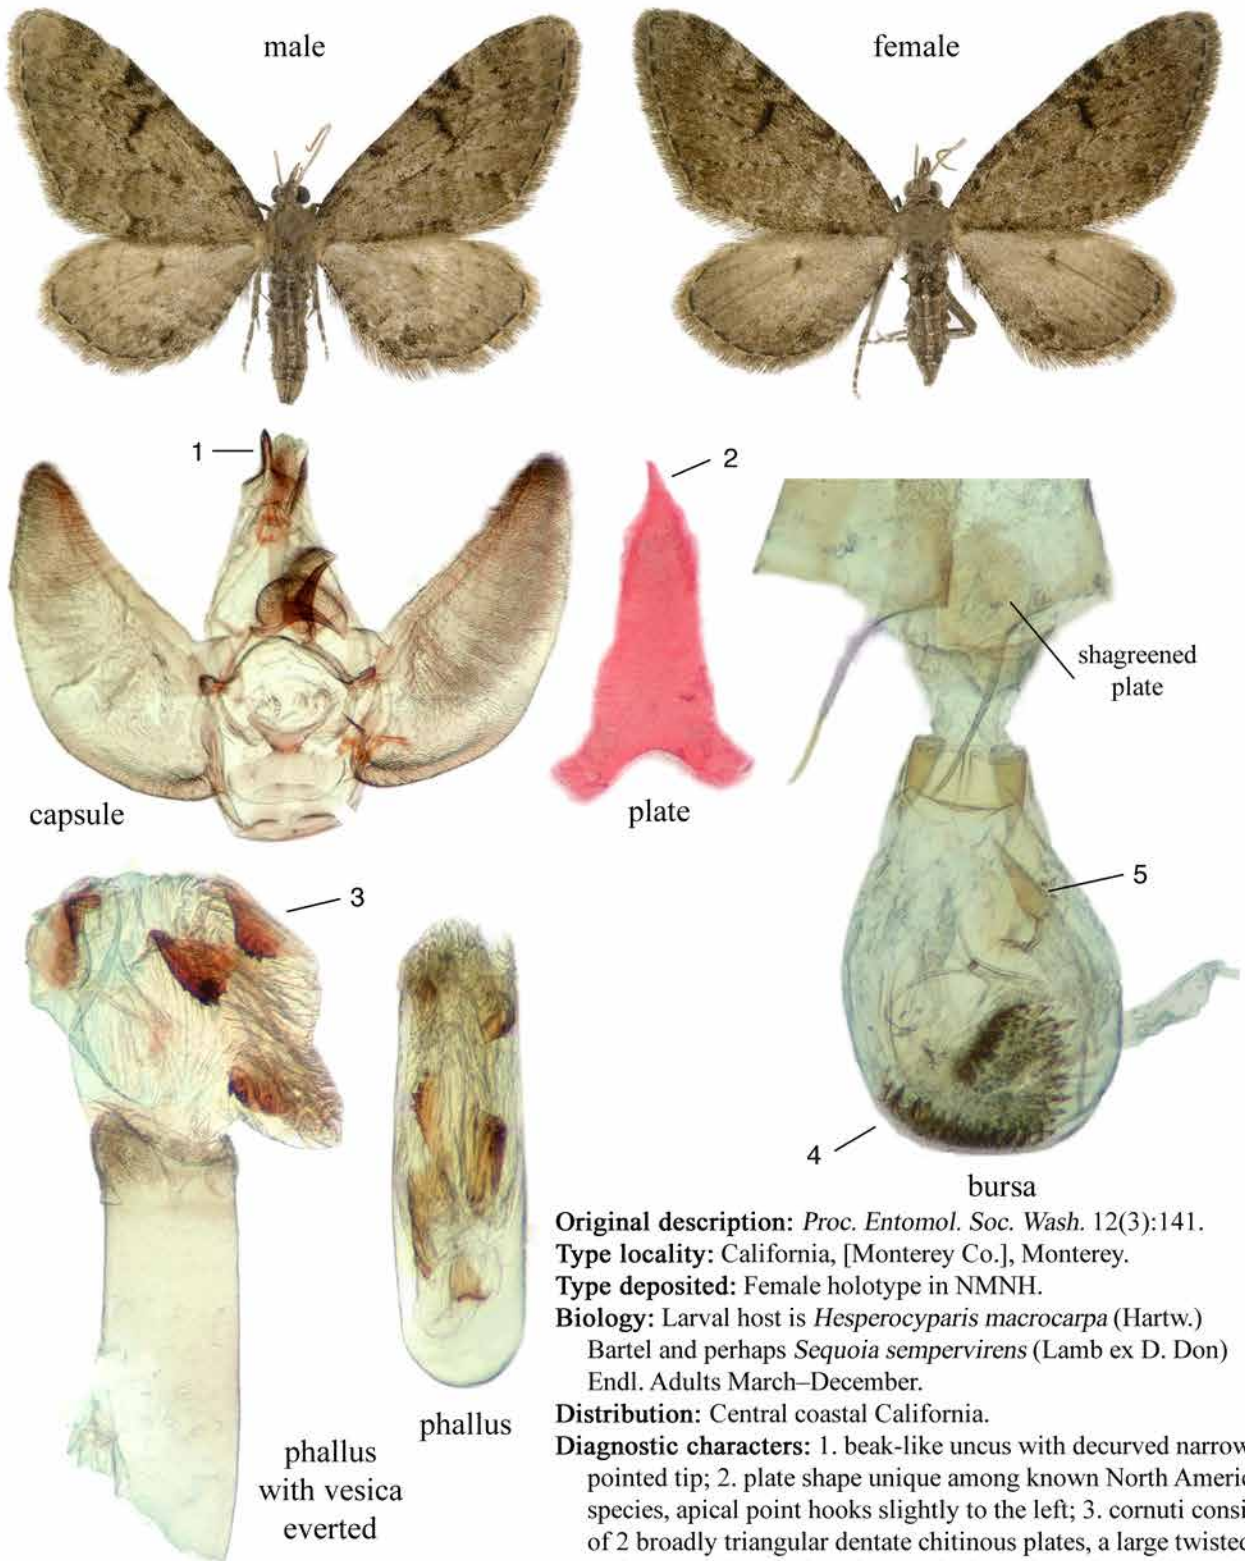 male
female
1
2
shagreened
plate
capsule
plate
3
5
4
bursa
phallus
phallus
with vesica
everted
Original description: Proc. Entomol. Soc. Wash. 12(3):141.
Type locality: California, [Monterey Co.], Monterey.
Type deposited: Female holotype in NMNH.
Biology: Larval host is Hesperocyparis macrocarpa (Hartw.)
Bartel and perhaps Sequoia sempervirens (Lamb ex D. Don)
Endl. Adults March–December.
Distribution: Central coastal California.
Diagnostic characters: 1. beak-like uncus with decurved narrow
pointed tip; 2. plate shape unique among known North Americ
species, apical point hooks slightly to the left; 3. cornuti consi
of 2 broadly triangular dentate chitinous plates, a large twisted